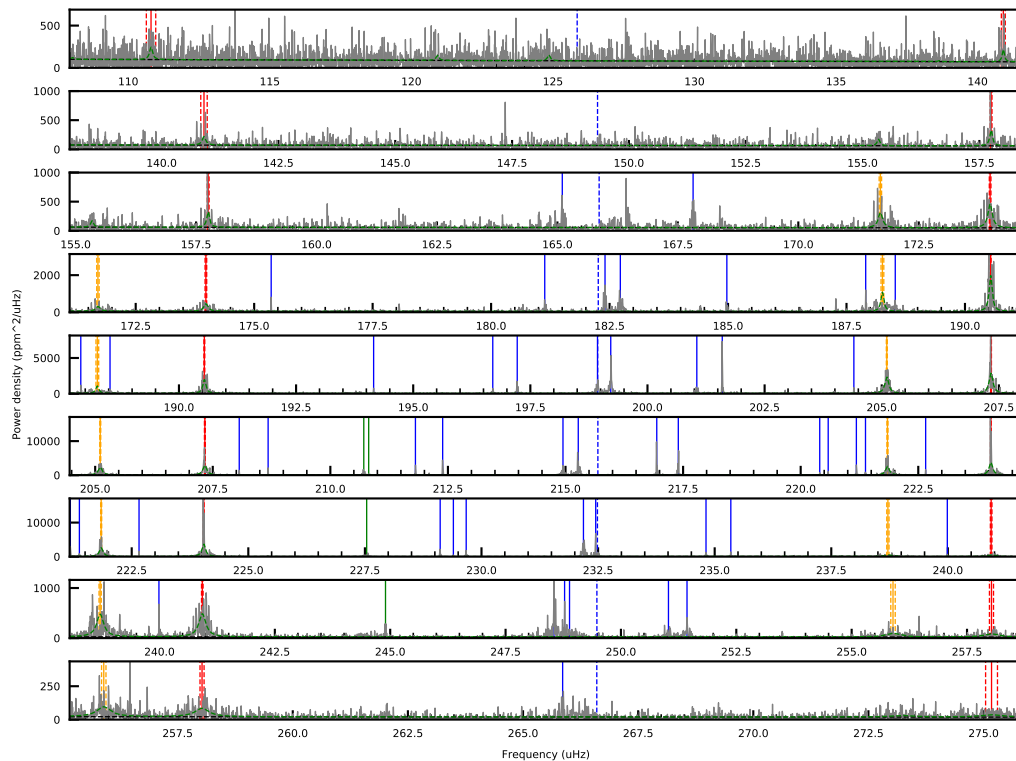 500
0
110 115 120 125 130 135 140
1000
500
0
140.0 142.5 145.0 147.5 150.0 152.5 155.0 157.5
1000
500
0
155.0 157.5 160.0 162.5 165.0 167.5 170.0 172.5
2000
0
172.5 175.0 177.5 180.0 182.5 185.0 187.5 190.0
5000
0
190.0 192.5 195.0 197.5 200.0 202.5 205.0 207.5
Power density (ppm^2/uHz)
10000
0
205.0 207.5 210.0 212.5 215.0 217.5 220.0 222.5
10000
0
222.5 225.0 227.5 230.0 232.5 235.0 237.5 240.0
1000
0
240.0 242.5 245.0 247.5 250.0 252.5 255.0 257.5
250
0
257.5 260.0 262.5 265.0 267.5 270.0 272.5 275.0
Frequency (uHz)